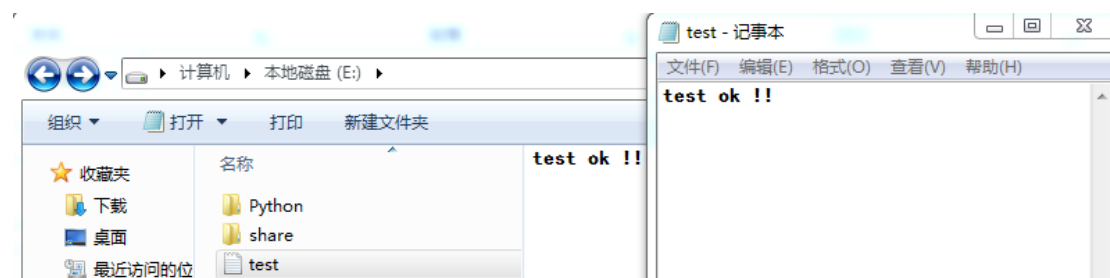 计算机 ▸ 本地磁盘 (E:) ▸
组织 打开 打印 新建文件夹
收藏夹
下载
桌面
最近访问的位
名称
Python
share
test
test ok !!
test - 记事本
文件(F) 编辑(E) 格式(O) 查看(V) 帮助(H)
test ok !!